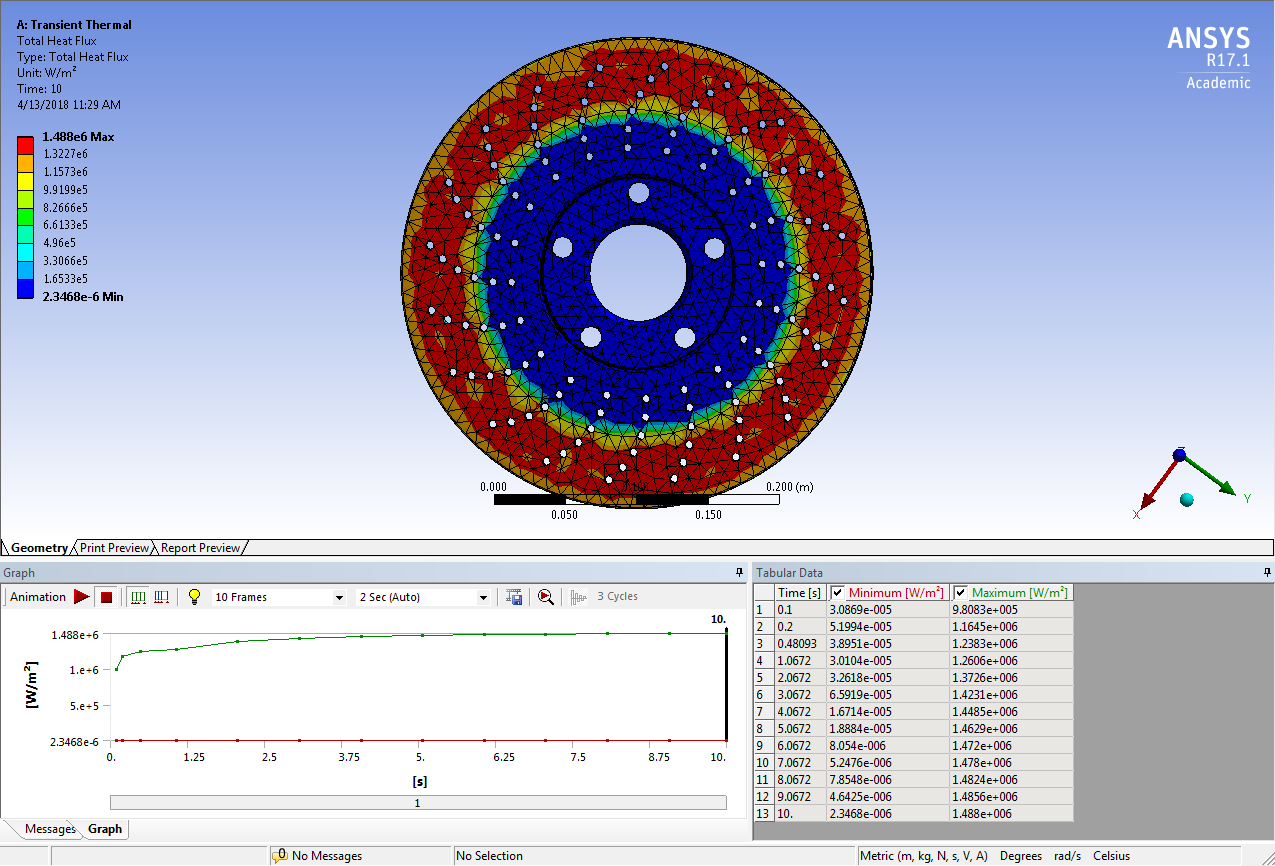 A: Transient Thermal
Total Heat Flux
Type: Total Heat Flux
Unit: W/m²
Time: 10
4/13/2018 11:29 AM
1.488e6 Max
1.3227e6
1.1573e6
9.9199e5
8.2666e5
6.6133e5
4.96e5
3.3066e5
1.6533e5
2.3468e-6 Min
ANSYS
R17.1
Academic
0.000 0.100 0.200 (m)
0.050 0.150
Z
Y
X
Geometry Print Preview Report Preview
Graph
Animation 10 Frames 2 Sec (Auto) 3 Cycles
10.
1.488e+6
1.e+6
5.e+5
2.3468e-6
[W/m²]
0. 1.25 2.5 3.75 5. 6.25 7.5 8.75 10.
[s]
1
Messages Graph
Tabular Data
Time [s] Minimum [W/m²] Maximum [W/m²]
1 0.1 3.0869e-005 9.8083e+005
2 0.2 5.1994e-005 1.1645e+006
3 0.48093 3.8951e-005 1.2383e+006
4 1.0672 3.0104e-005 1.2606e+006
5 2.0672 3.2618e-005 1.3726e+006
6 3.0672 6.5919e-005 1.4231e+006
7 4.0672 1.6714e-005 1.4485e+006
8 5.0672 1.8884e-005 1.4629e+006
9 6.0672 8.054e-006 1.472e+006
10 7.0672 5.2476e-006 1.478e+006
11 8.0672 7.8548e-006 1.4824e+006
12 9.0672 4.6425e-006 1.4856e+006
13 10. 2.3468e-006 1.488e+006
0 No Messages No Selection Metric (m, kg, N, s, V, A) Degrees rad/s Celsius